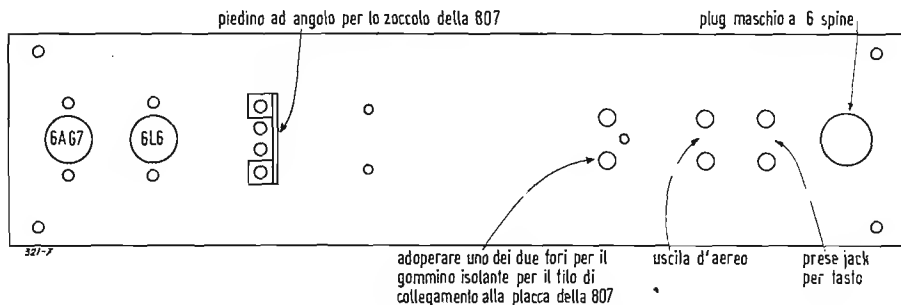 piedino ad angolo per lo zoccolo della 807
plug maschio a 6 spine
6AG7
6L6
321-7
adoperare uno dei due fori per il
gommino isolante per il filo di
collegamento alla placca della 807
uscita d'aereo
prese jack
per tasto